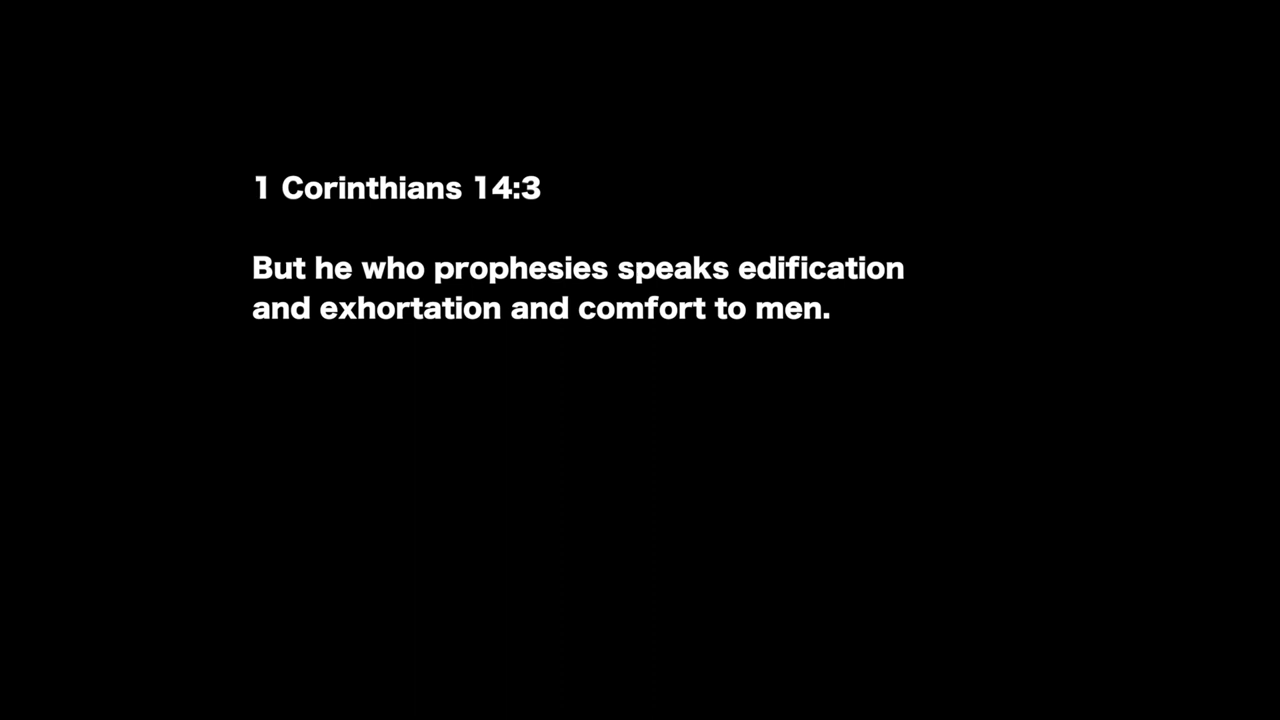 1 Corinthians 14:3
But he who prophesies speaks edification
and exhortation and comfort to men.